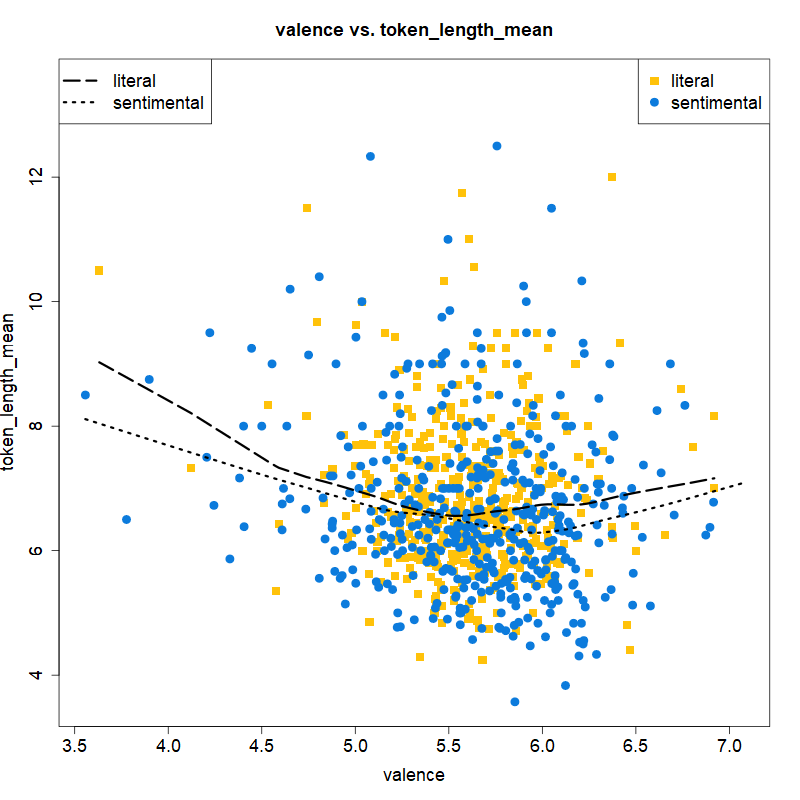 valence vs. token_length_mean
literal
sentimental
literal
sentimental
token_length_mean
12
10
8
6
4
3.5 4.0 4.5 5.0 5.5 6.0 6.5 7.0
valence